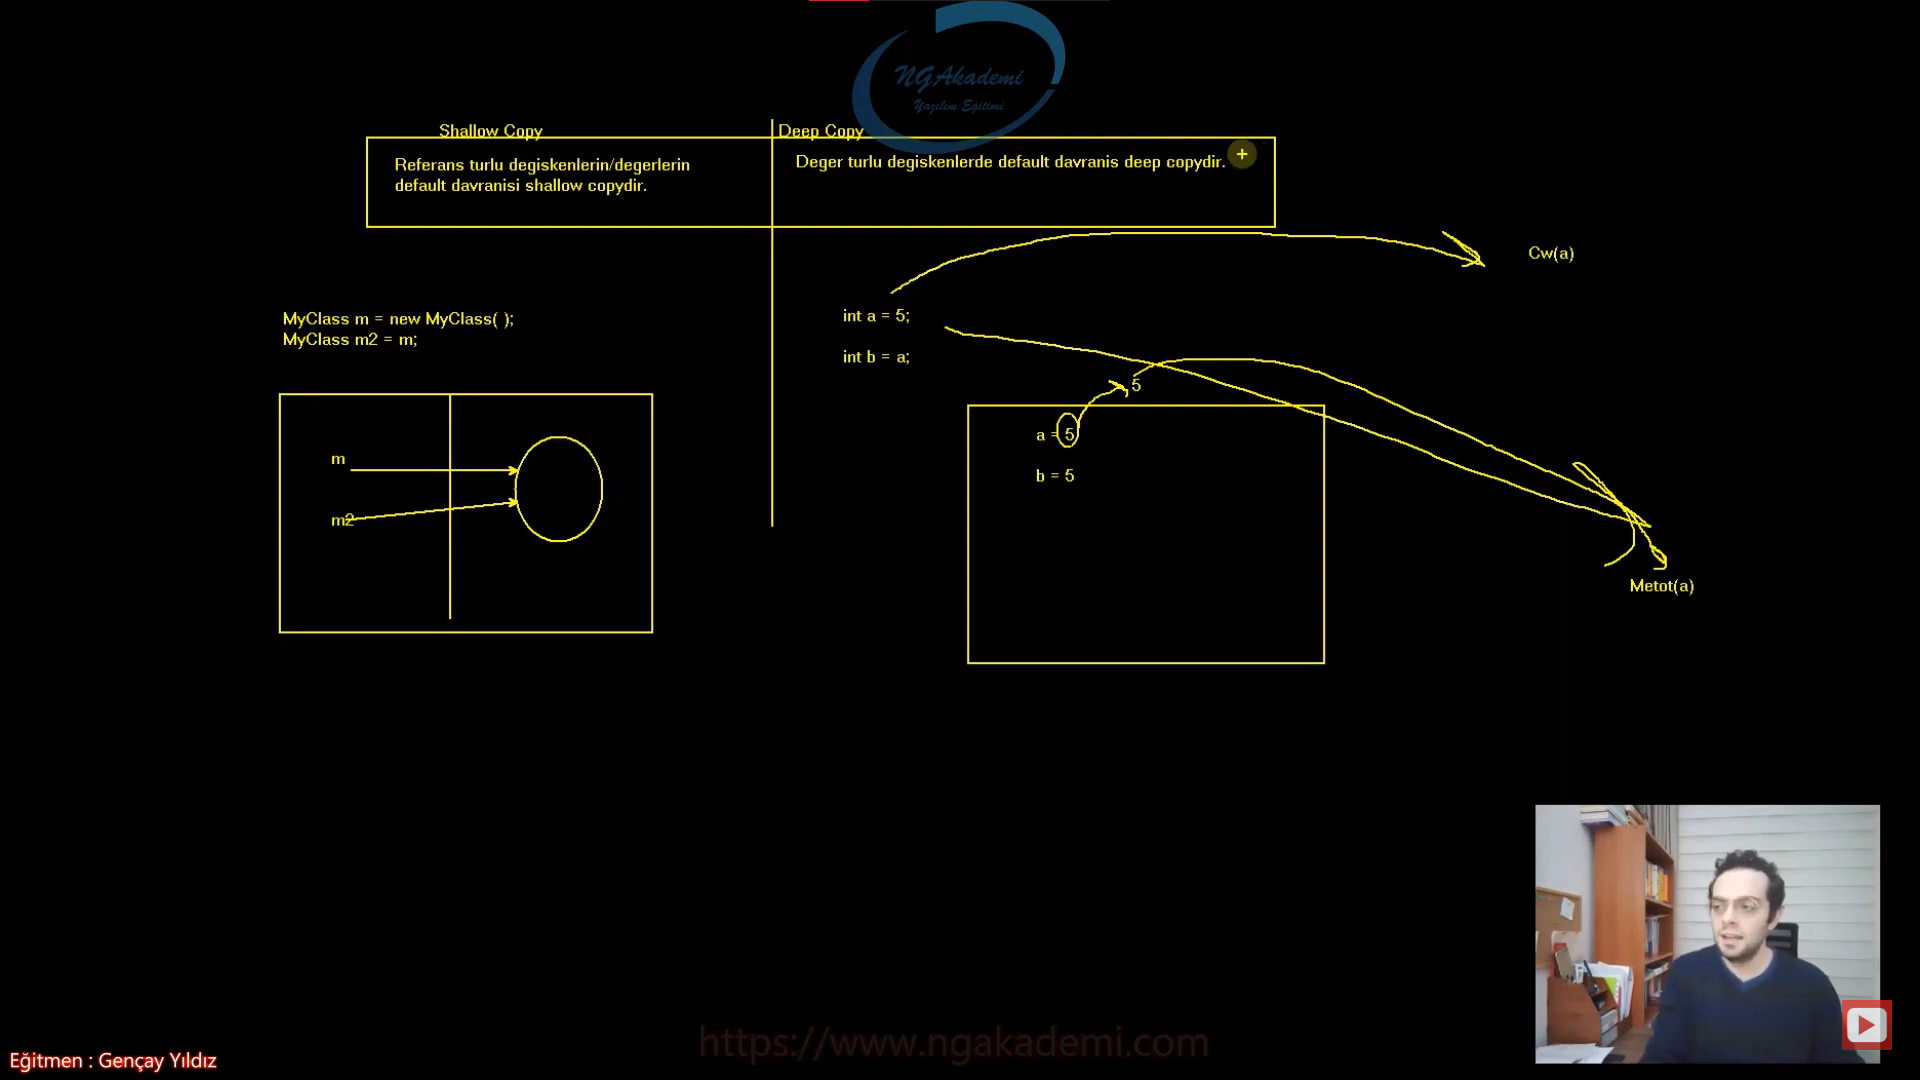 NGAkademi
Yazılım Eğitimi
Shallow Copy
Deep Copy
Referans turlu degiskenlerin/degerlerin
default davranisi shallow copydir.
Deger turlu degiskenlerde default davranis deep copydir.
Cw(a)
MyClass m = new MyClass( );
MyClass m2 = m;
int a = 5;
int b = a;
5
m
m2
a = 5
b = 5
Metot(a)
https://www.ngakademi.com
Eğitmen : Gençay Yıldız